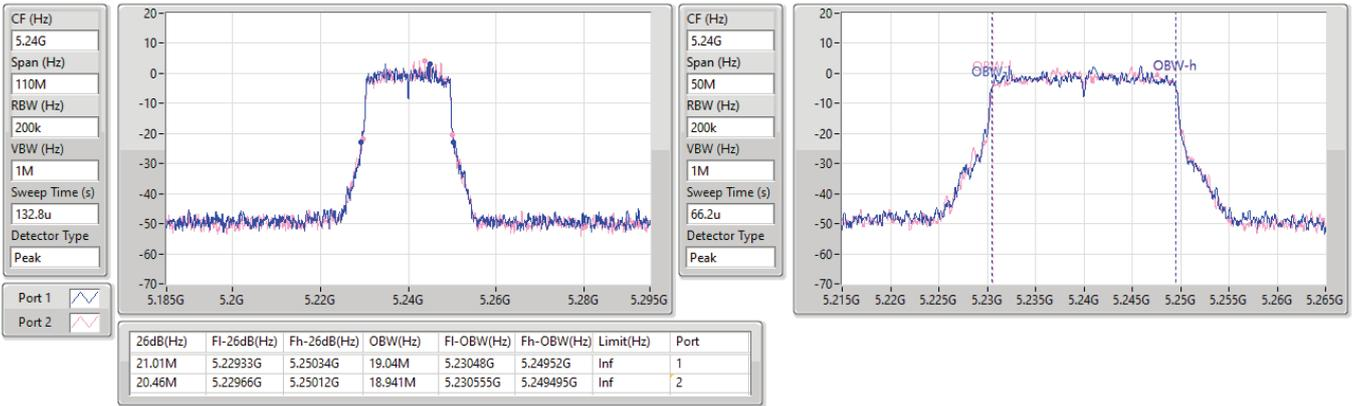 CF (Hz)
5.24G
Span (Hz)
110M
RBW (Hz)
200k
VBW (Hz)
1M
Sweep Time (s)
132.8u
Detector Type
Peak
Port 1
Port 2
20
10
0
-10
-20
-30
-40
-50
-60
-70
5.185G 5.2G 5.22G 5.24G 5.26G 5.28G 5.295G
CF (Hz)
5.24G
Span (Hz)
50M
RBW (Hz)
200k
VBW (Hz)
1M
Sweep Time (s)
66.2u
Detector Type
Peak
20
10
0
-10
-20
-30
-40
-50
-60
-70
OBW-l
OBW-l
OBW-h
5.215G 5.22G 5.225G 5.23G 5.235G 5.24G 5.245G 5.25G 5.255G 5.26G 5.265G
26dB(Hz) Fl-26dB(Hz) Fh-26dB(Hz) OBW(Hz) Fl-OBW(Hz) Fh-OBW(Hz) Limit(Hz) Port
21.01M 5.22933G 5.25034G 19.04M 5.23048G 5.24952G Inf 1
20.46M 5.22966G 5.25012G 18.941M 5.230555G 5.249495G Inf 2